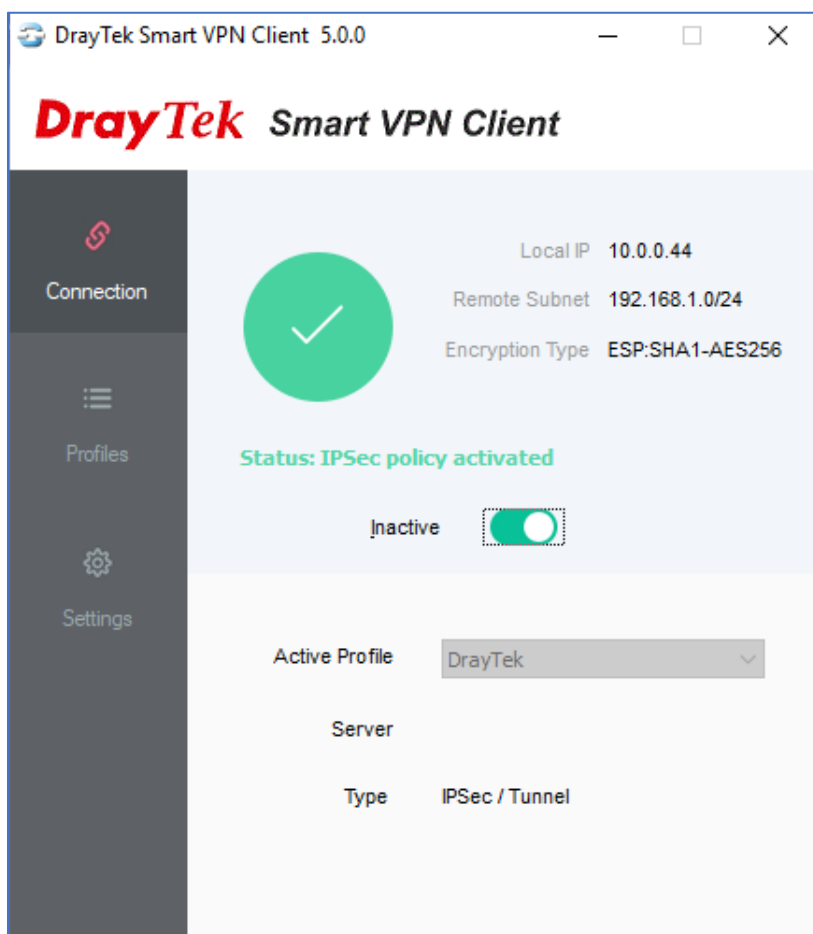 DrayTek Smart VPN Client 5.0.0
DrayTek Smart VPN Client
Connection
Profiles
Settings
Local IP 10.0.0.44
Remote Subnet 192.168.1.0/24
Encryption Type ESP:SHA1-AES256
Status: IPSec policy activated
Inactive
Active Profile DrayTek
Server
Type IPSec / Tunnel